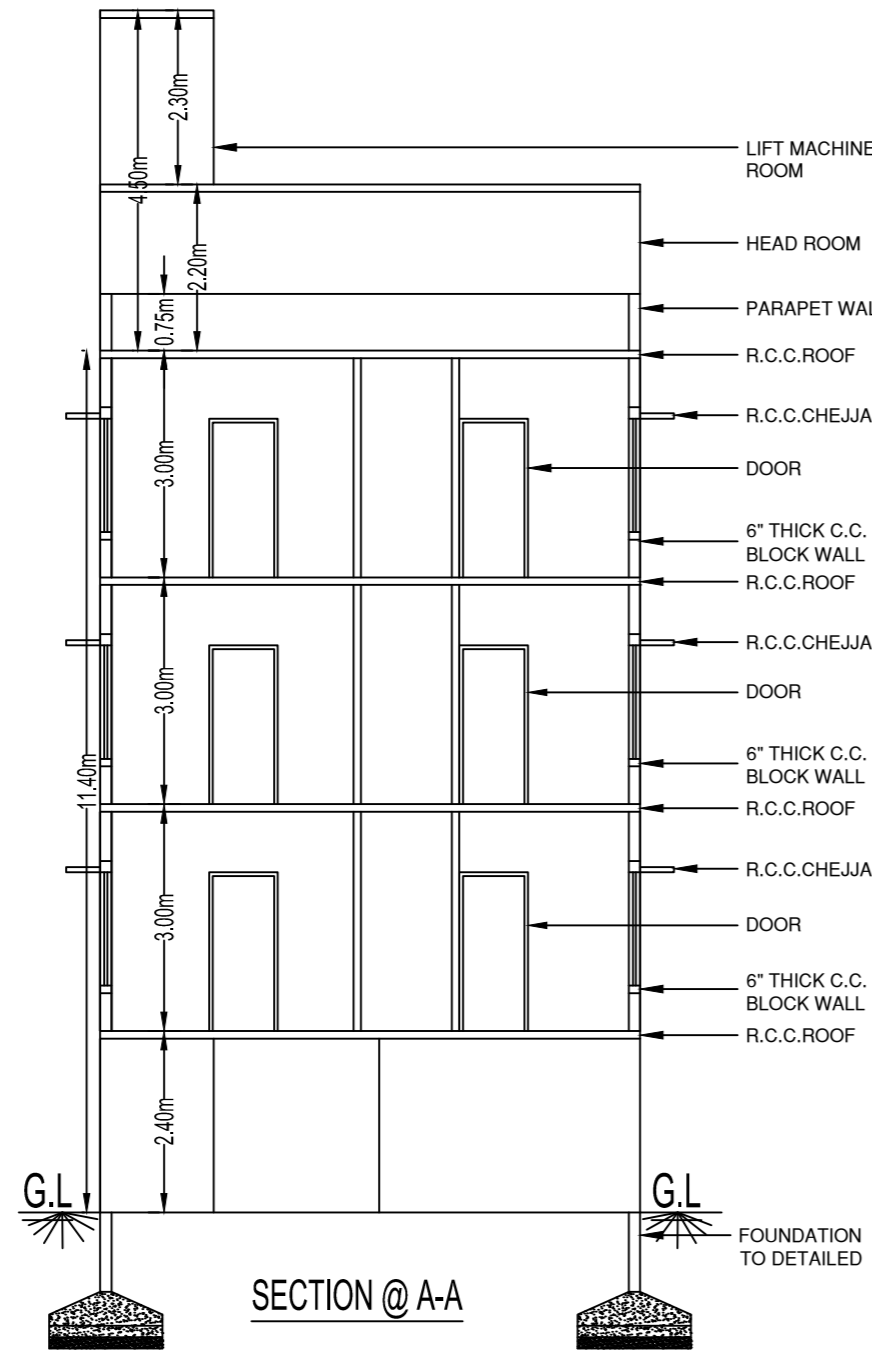 2.30m
4.50m
LIFT MACHINE
ROOM
2.20m
HEAD ROOM
0.75m
PARAPET WAL
R.C.C.ROOF
R.C.C.CHEJJA
3.00m
DOOR
6" THICK C.C.
BLOCK WALL
R.C.C.ROOF
R.C.C.CHEJJA
3.00m
DOOR
11.40m
6" THICK C.C.
BLOCK WALL
R.C.C.ROOF
R.C.C.CHEJJA
3.00m
DOOR
6" THICK C.C.
BLOCK WALL
R.C.C.ROOF
2.40m
G.L
G.L
FOUNDATION
TO DETAILED
SECTION @ A-A